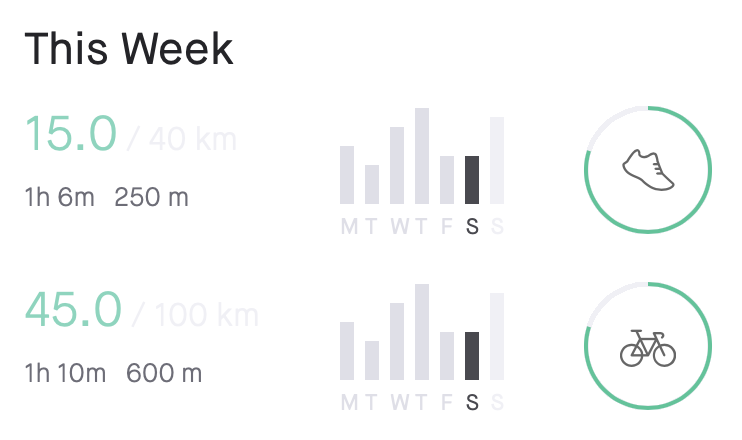 This Week
15.0 / 40 km
1h 6m 250 m
M T W T F S S
45.0 / 100 km
1h 10m 600 m
M T W T F S S